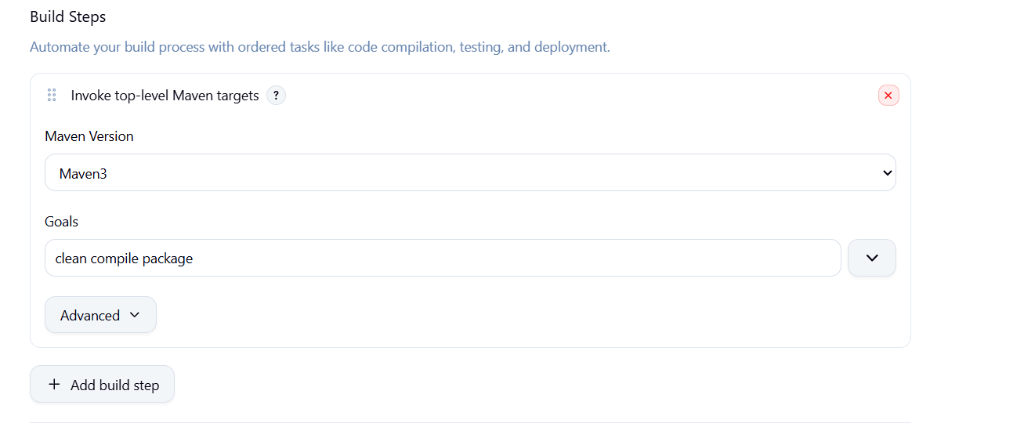 Build Steps
Automate your build process with ordered tasks like code compilation, testing, and deployment.
Invoke top-level Maven targets ?
Maven Version
Maven3
Goals
clean compile package
Advanced
+ Add build step